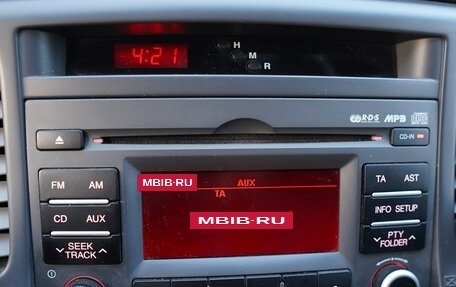 4:21
H
M
R
R·D·S MP3
CD-IN
FM AM
CD AUX
SEEK
TRACK
MBIB·RU AUX
TA
MBIB·RU
TA AST
INFO SETUP
PTY
FOLDER